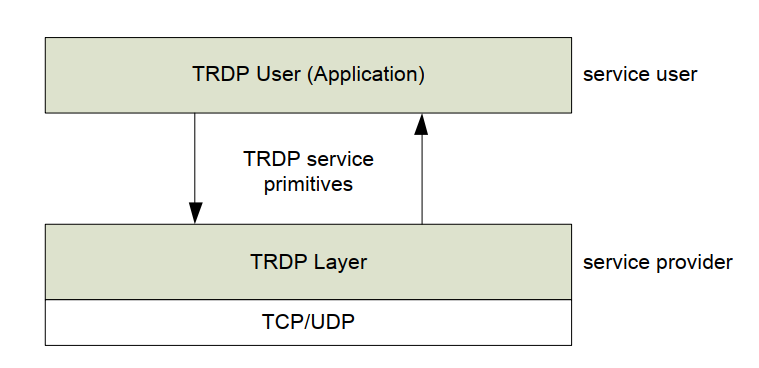 TRDP User (Application)
service user
TRDP service
primitives
TRDP Layer
service provider
TCP/UDP